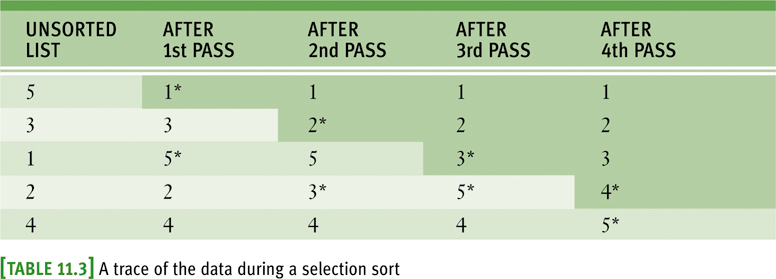 UNSORTED LIST AFTER 1st PASS AFTER 2nd PASS AFTER 3rd PASS AFTER 4th PASS
5 1* 1 1 1
3 3 2* 2 2
1 5* 5 3* 3
2 2 3* 5* 4*
4 4 4 4 5*
[TABLE 11.3] A trace of the data during a selection sort